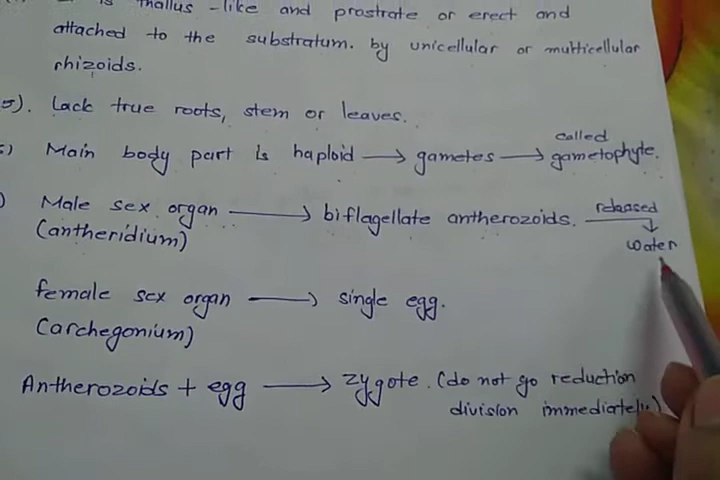 is thallus-like and prostrate or erect and
attached to the substratum. by unicellular or multicellular
rhizoids.
5). Lack true roots, stem or leaves.
Main body part is haploid → gametes → called gametophyte.
Male sex organ → biflagellate antherozoids. released ↓ water
(antheridium)
female sex organ → single egg.
(archegonium)
Antherozoids + egg → zygote. (do not go reduction
division immediately)